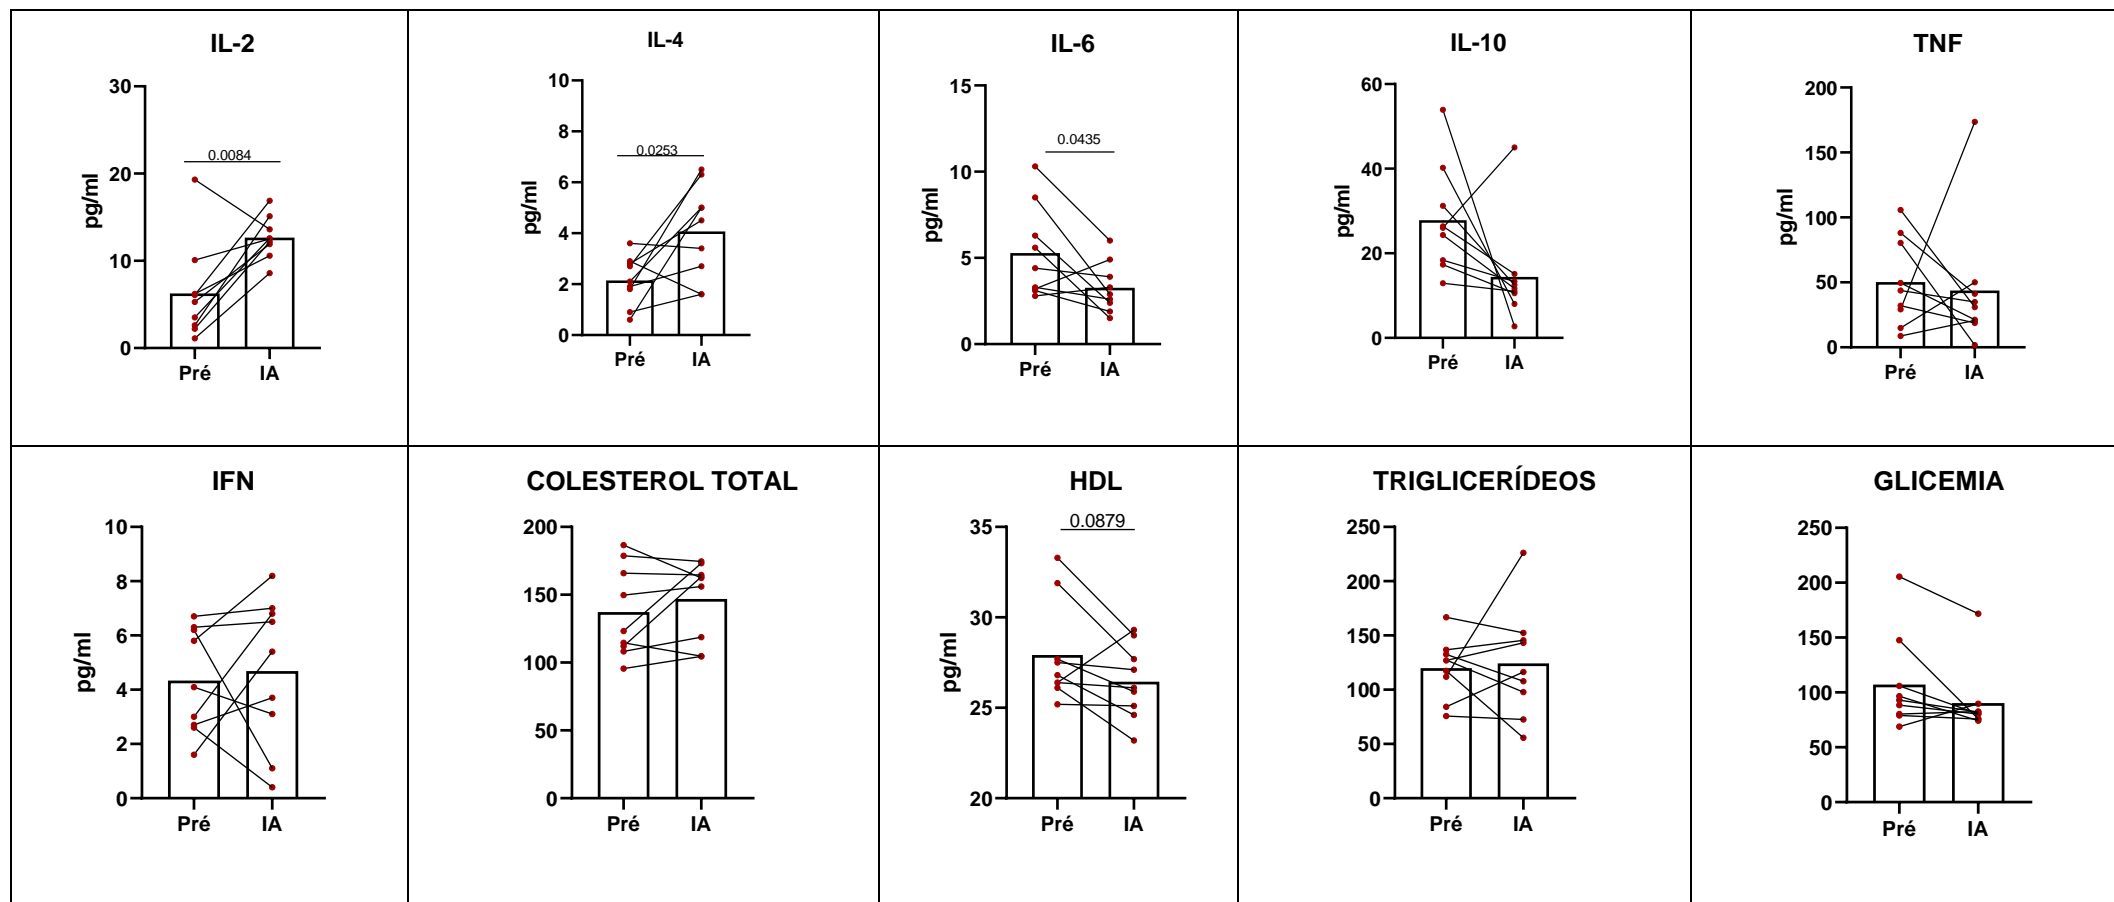 IL-2
30
20
10
0
pg/ml
0.0084
Pré IA
IL-4
10
8
6
4
2
0
pg/ml
0.0253
Pré IA
IL-6
15
10
5
0
pg/ml
0.0435
Pré IA
IL-10
60
40
20
0
pg/ml
Pré IA
TNF
200
150
100
50
0
pg/ml
Pré IA
IFN
10
8
6
4
2
0
pg/ml
Pré IA
COLESTEROL TOTAL
200
150
100
50
0
Pré IA
HDL
35
30
25
20
pg/ml
0.0879
Pré IA
TRIGLICERÍDEOS
250
200
150
100
50
0
Pré IA
GLICEMIA
250
200
150
100
50
0
Pré IA